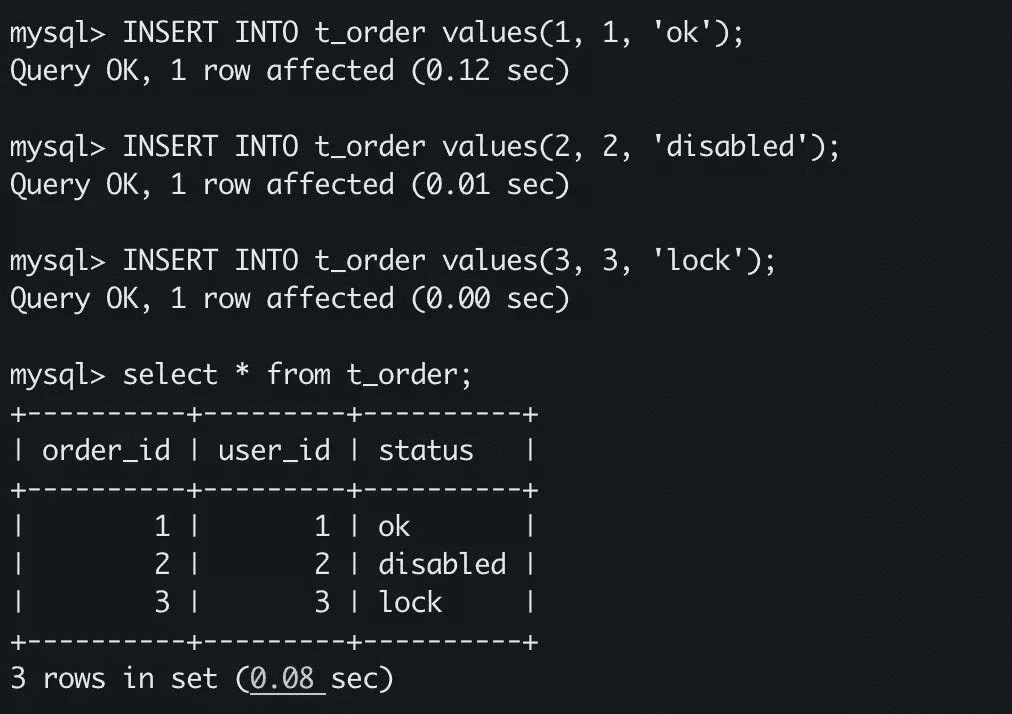 mysql> INSERT INTO t_order values(1, 1, 'ok');
Query OK, 1 row affected (0.12 sec)
mysql> INSERT INTO t_order values(2, 2, 'disabled');
Query OK, 1 row affected (0.01 sec)
mysql> INSERT INTO t_order values(3, 3, 'lock');
Query OK, 1 row affected (0.00 sec)
mysql> select * from t_order;
+----------+---------+----------+
| order_id | user_id | status   |
+----------+---------+----------+
|        1 |       1 | ok       |
|        2 |       2 | disabled |
|        3 |       3 | lock     |
+----------+---------+----------+
3 rows in set (0.08 sec)